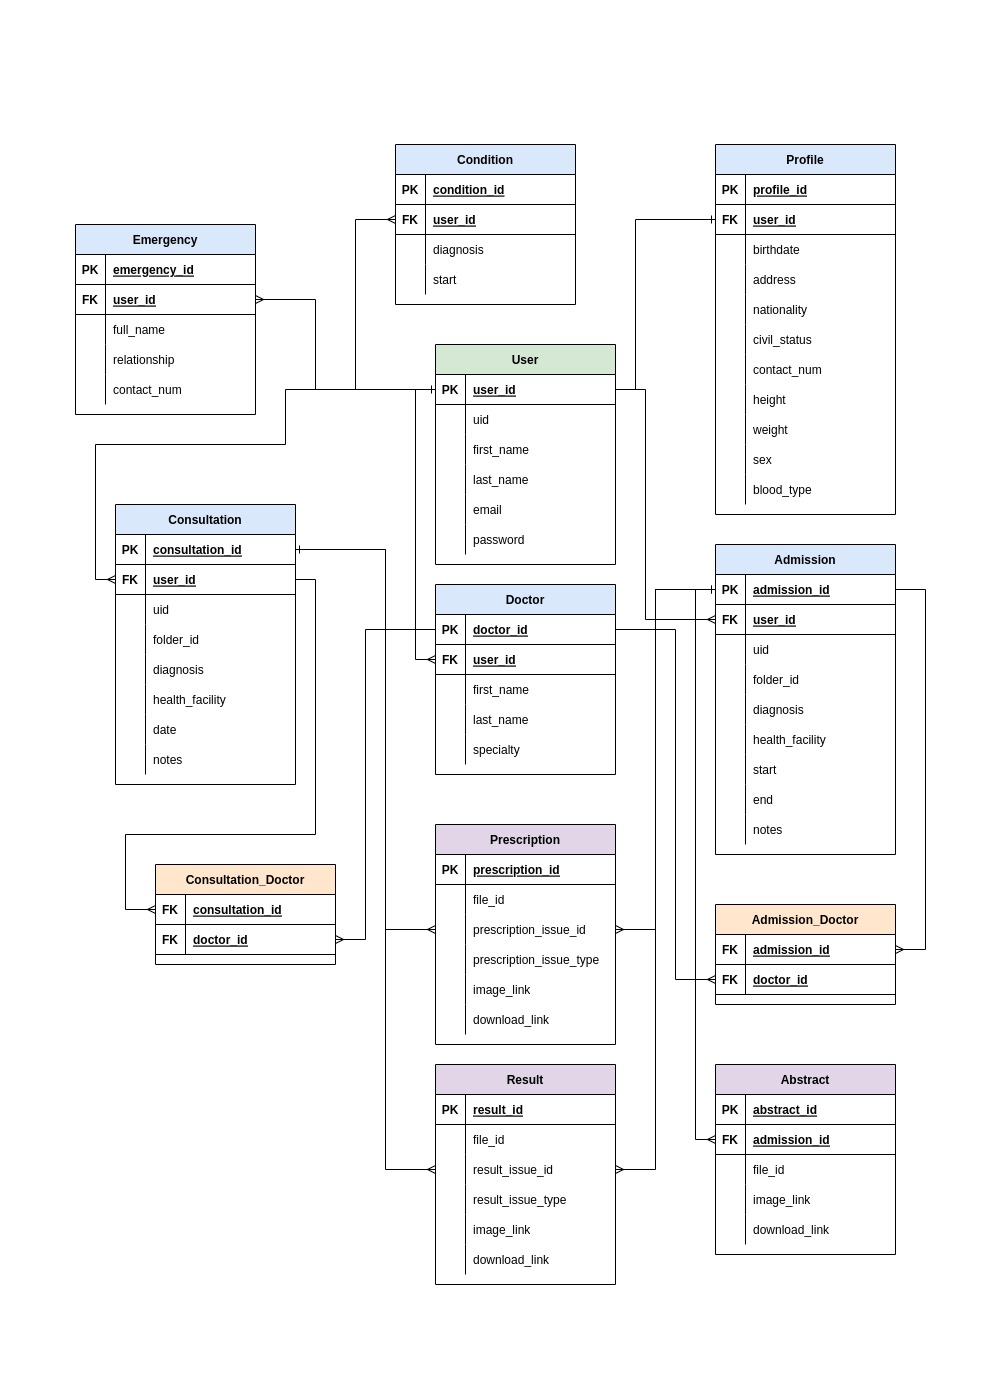 Condition
PK condition_id
FK user_id
diagnosis
start
Profile
PK profile_id
FK user_id
birthdate
address
nationality
civil_status
contact_num
height
weight
sex
blood_type
Emergency
PK emergency_id
FK user_id
full_name
relationship
contact_num
User
PK user_id
uid
first_name
last_name
email
password
Consultation
PK consultation_id
FK user_id
uid
folder_id
diagnosis
health_facility
date
notes
Doctor
PK doctor_id
FK user_id
first_name
last_name
specialty
Admission
PK admission_id
FK user_id
uid
folder_id
diagnosis
health_facility
start
end
notes
Prescription
PK prescription_id
file_id
prescription_issue_id
prescription_issue_type
image_link
download_link
Consultation_Doctor
FK consultation_id
FK doctor_id
Admission_Doctor
FK admission_id
FK doctor_id
Result
PK result_id
file_id
result_issue_id
result_issue_type
image_link
download_link
Abstract
PK abstract_id
FK admission_id
file_id
image_link
download_link